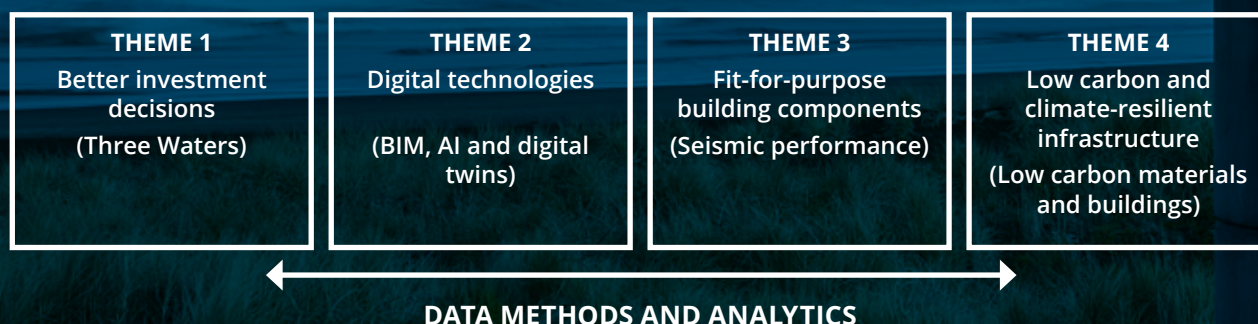 THEME 1
Better investment
decisions
(Three Waters)
THEME 2
Digital technologies
(BIM, AI and digital
twins)
THEME 3
Fit-for-purpose
building components
(Seismic performance)
THEME 4
Low carbon and
climate-resilient
infrastructure
(Low carbon materials
and buildings)
DATA METHODS AND ANALYTICS